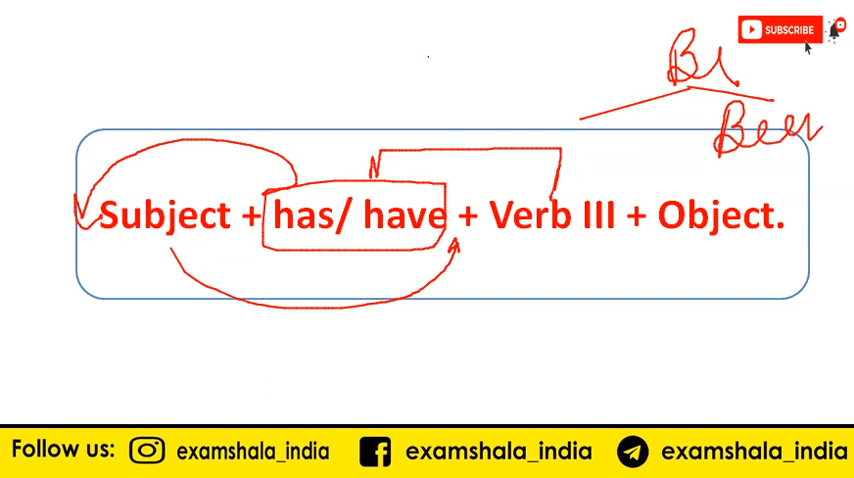 SUBSCRIBE
Be
Been
N
Subject + has/ have + Verb III + Object.
Follow us: examshala_india examshala_india examshala_india